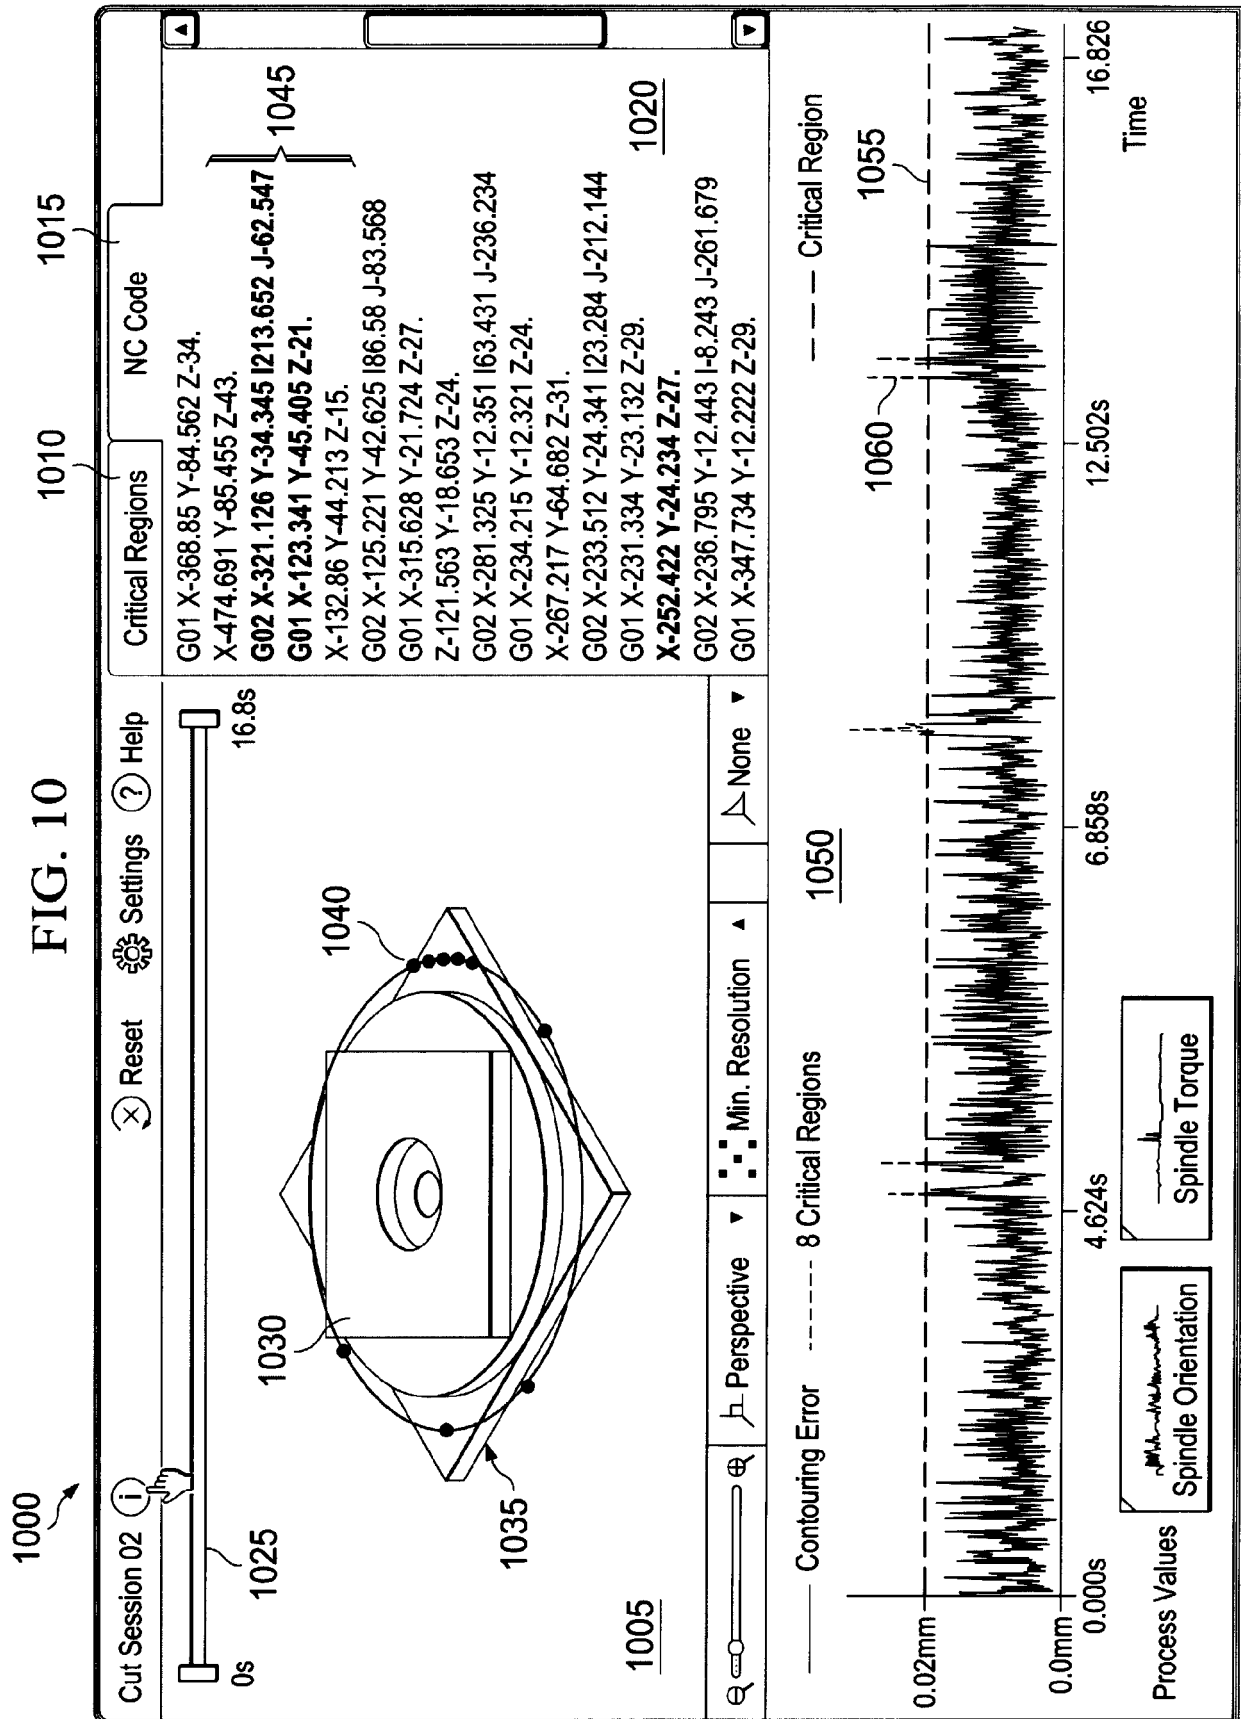 FIG. 10
1000
1010
1015
Cut Session 02 i
Reset
Settings
? Help
Critical Regions
NC Code
0s
16.8s
1025
1030
1035
1040
1005
Perspective
Min. Resolution
None
G01 X-368.85 Y-84.562 Z-34.
X-474.691 Y-85.455 Z-43.
G02 X-321.126 Y-34.345 I213.652 J-62.547
G01 X-123.341 Y-45.405 Z-21.
X-132.86 Y-44.213 Z-15.
G02 X-125.221 Y-42.625 I86.58 J-83.568
G01 X-315.628 Y-21.724 Z-27.
Z-121.563 Y-18.653 Z-24.
G02 X-281.325 Y-12.351 I63.431 J-236.234
G01 X-234.215 Y-12.321 Z-24.
X-267.217 Y-64.682 Z-31.
G02 X-233.512 Y-24.341 I23.284 J-212.144
G01 X-231.334 Y-23.132 Z-29.
X-252.422 Y-24.234 Z-27.
G02 X-236.795 Y-12.443 I-8.243 J-261.679
G01 X-347.734 Y-12.222 Z-29.
1045
1020
Contouring Error
8 Critical Regions
1050
Critical Region
1055
1060
0.02mm
0.0mm
0.000s
4.624s
6.858s
12.502s
16.826
Time
Process Values
Spindle Orientation
Spindle Torque